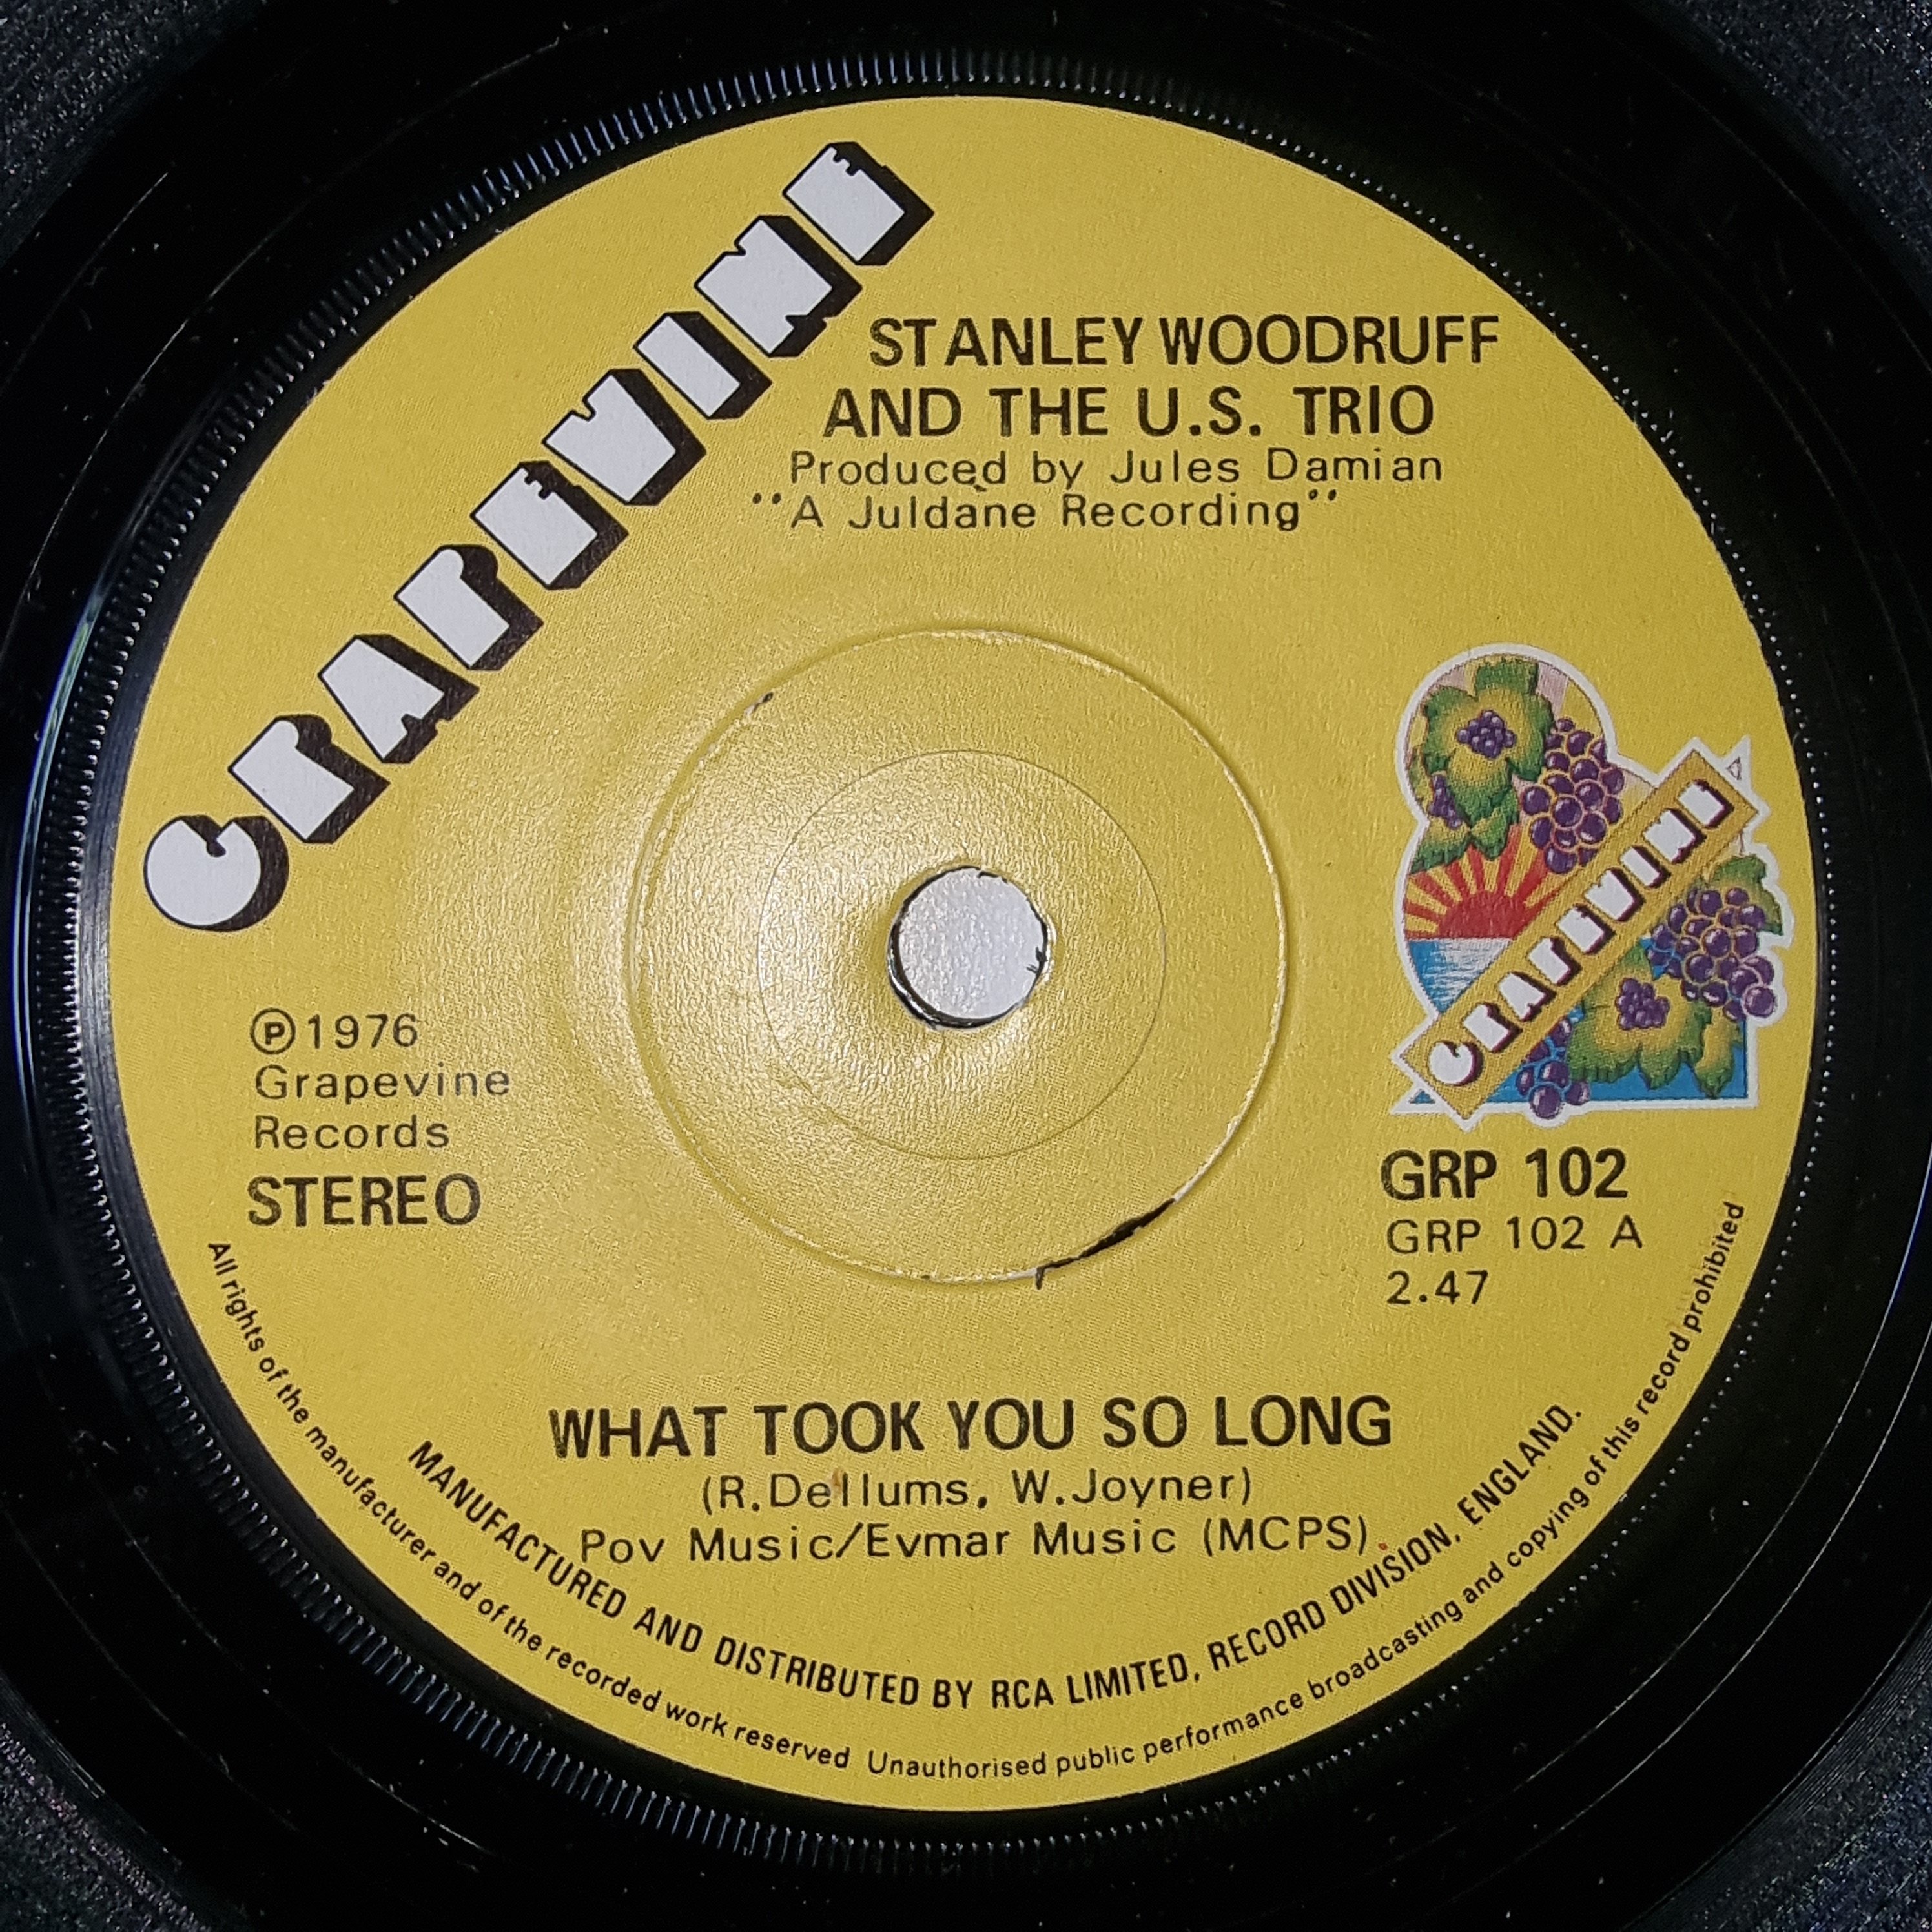 GRAPEVINE
STANLEY WOODRUFF
AND THE U.S. TRIO
Produced by Jules Damian
"A Juldane Recording"
GRAPEVINE
Ⓟ1976
Grapevine
Records
STEREO
GRP 102
GRP 102 A
2.47
WHAT TOOK YOU SO LONG
(R.Dellums, W.Joyner)
Pov Music/Evmar Music (MCPS).
MANUFACTURED AND DISTRIBUTED BY RCA LIMITED, RECORD DIVISION, ENGLAND.
All rights of the manufacturer and of the recorded work reserved Unauthorised public performance broadcasting and copying of this record prohibited